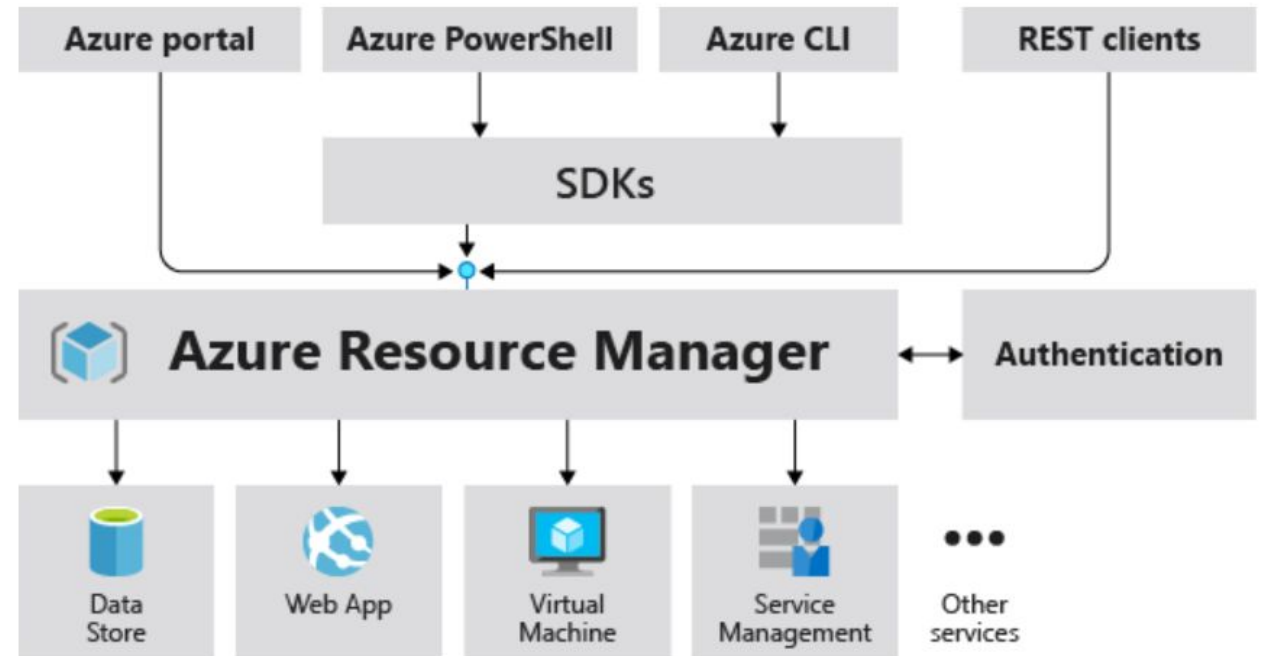 Azure portal
Azure PowerShell
Azure CLI
REST clients
SDKs
Azure Resource Manager
Authentication
Data
Store
Web App
Virtual
Machine
Service
Management
Other
services